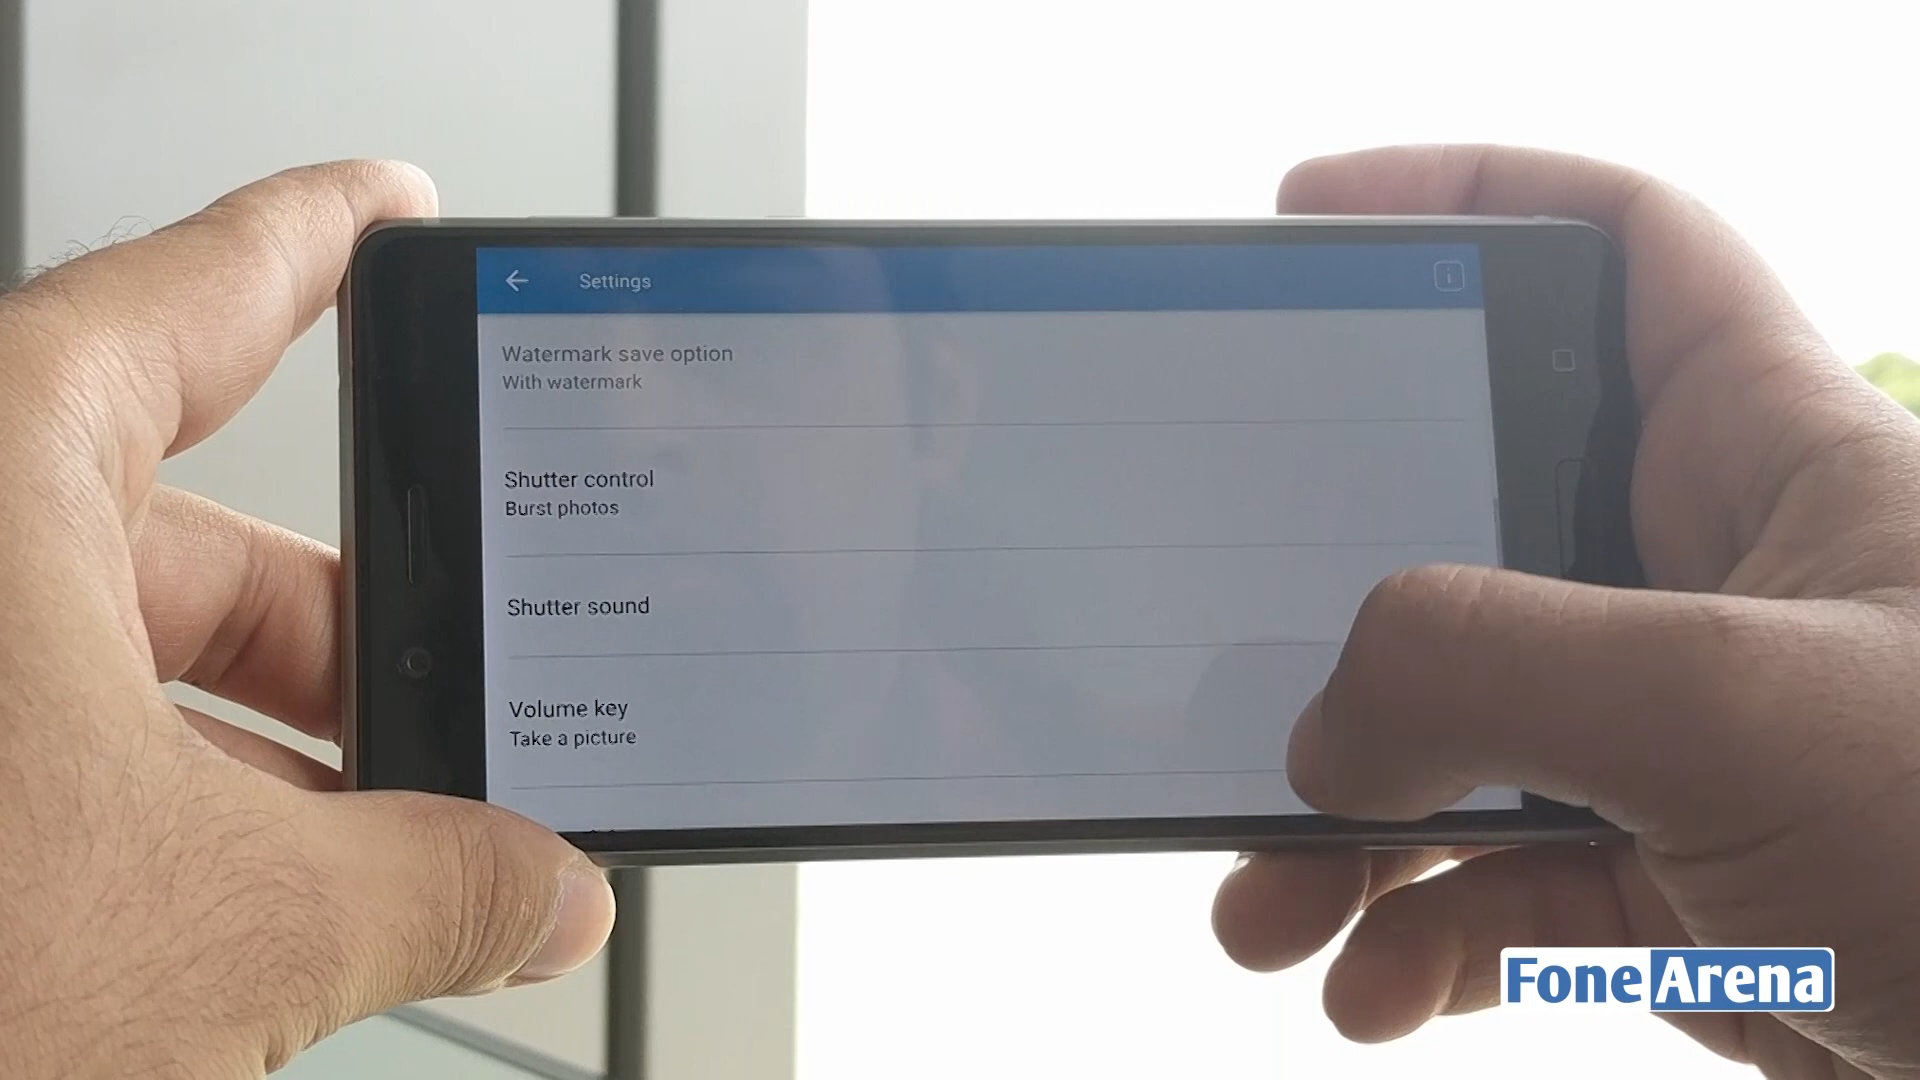 Settings
i
Watermark save option
With watermark
Shutter control
Burst photos
Shutter sound
Volume key
Take a picture
FoneArena